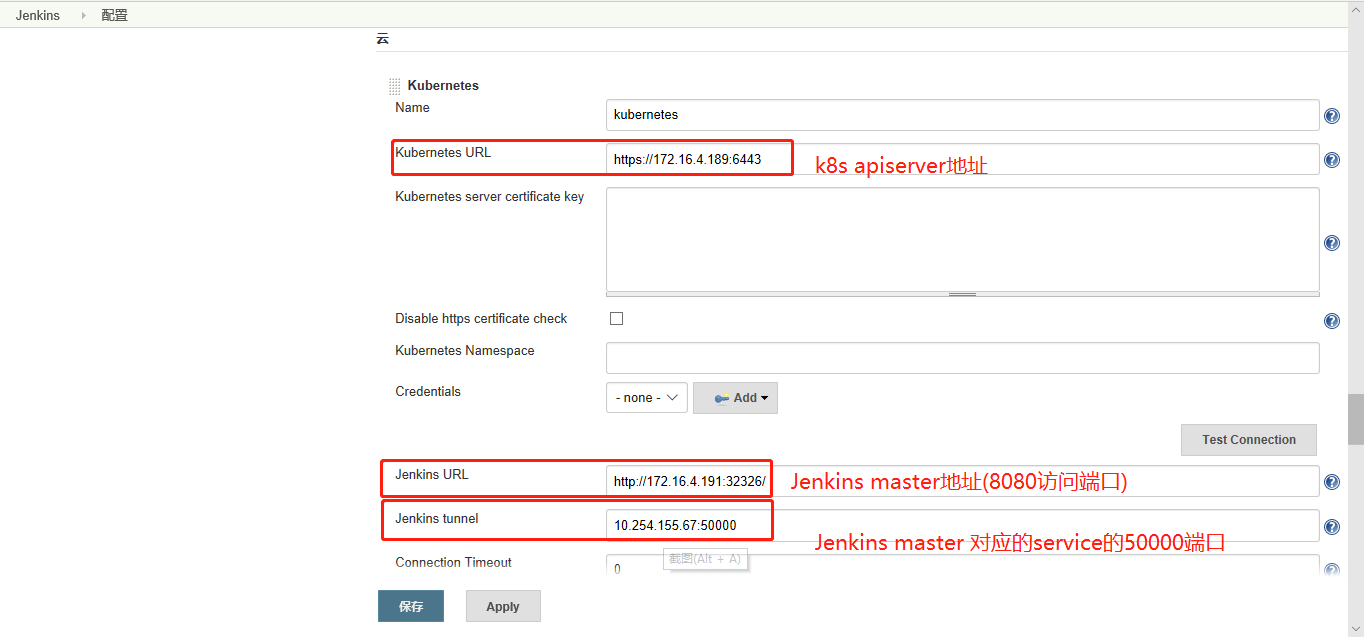 Jenkins 配置
云
Kubernetes
Name
kubernetes
Kubernetes URL
https://172.16.4.189:6443
k8s apiserver地址
Kubernetes server certificate key
Disable https certificate check
Kubernetes Namespace
Credentials
- none -
Add
Test Connection
Jenkins URL
http://172.16.4.191:32326/
Jenkins master地址(8080访问端口)
Jenkins tunnel
10.254.155.67:50000
Jenkins master 对应的service的50000端口
Connection Timeout
0
截图(Alt + A)
保存
Apply